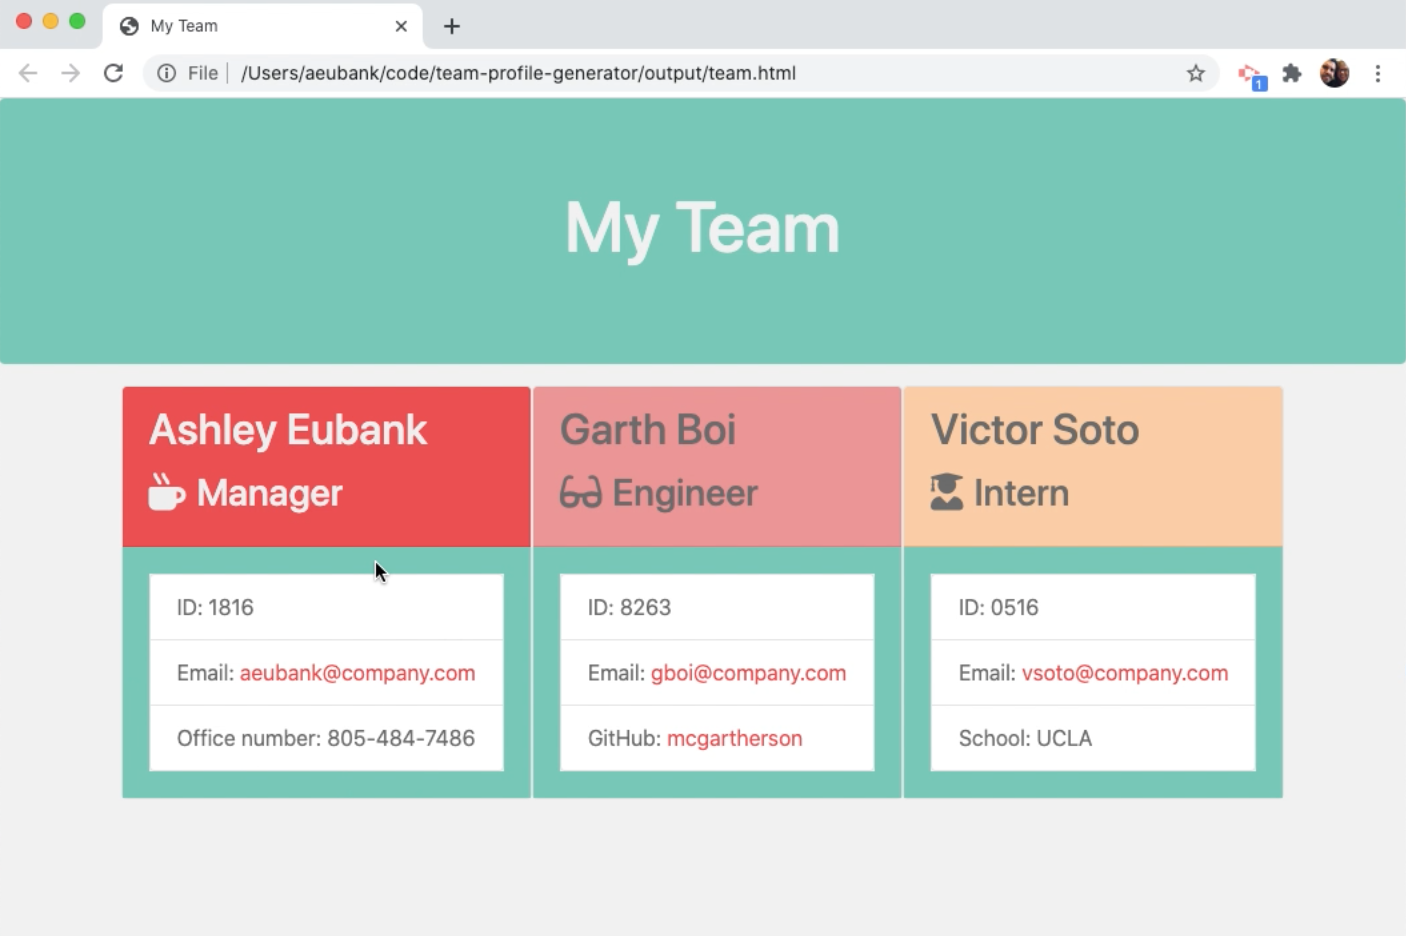 My Team
File /Users/aeubank/code/team-profile-generator/output/team.html
1
My Team
Ashley Eubank
Manager
ID: 1816
Email: aeubank@company.com
Office number: 805-484-7486
Garth Boi
Engineer
ID: 8263
Email: gboi@company.com
GitHub: mcgartherson
Victor Soto
Intern
ID: 0516
Email: vsoto@company.com
School: UCLA